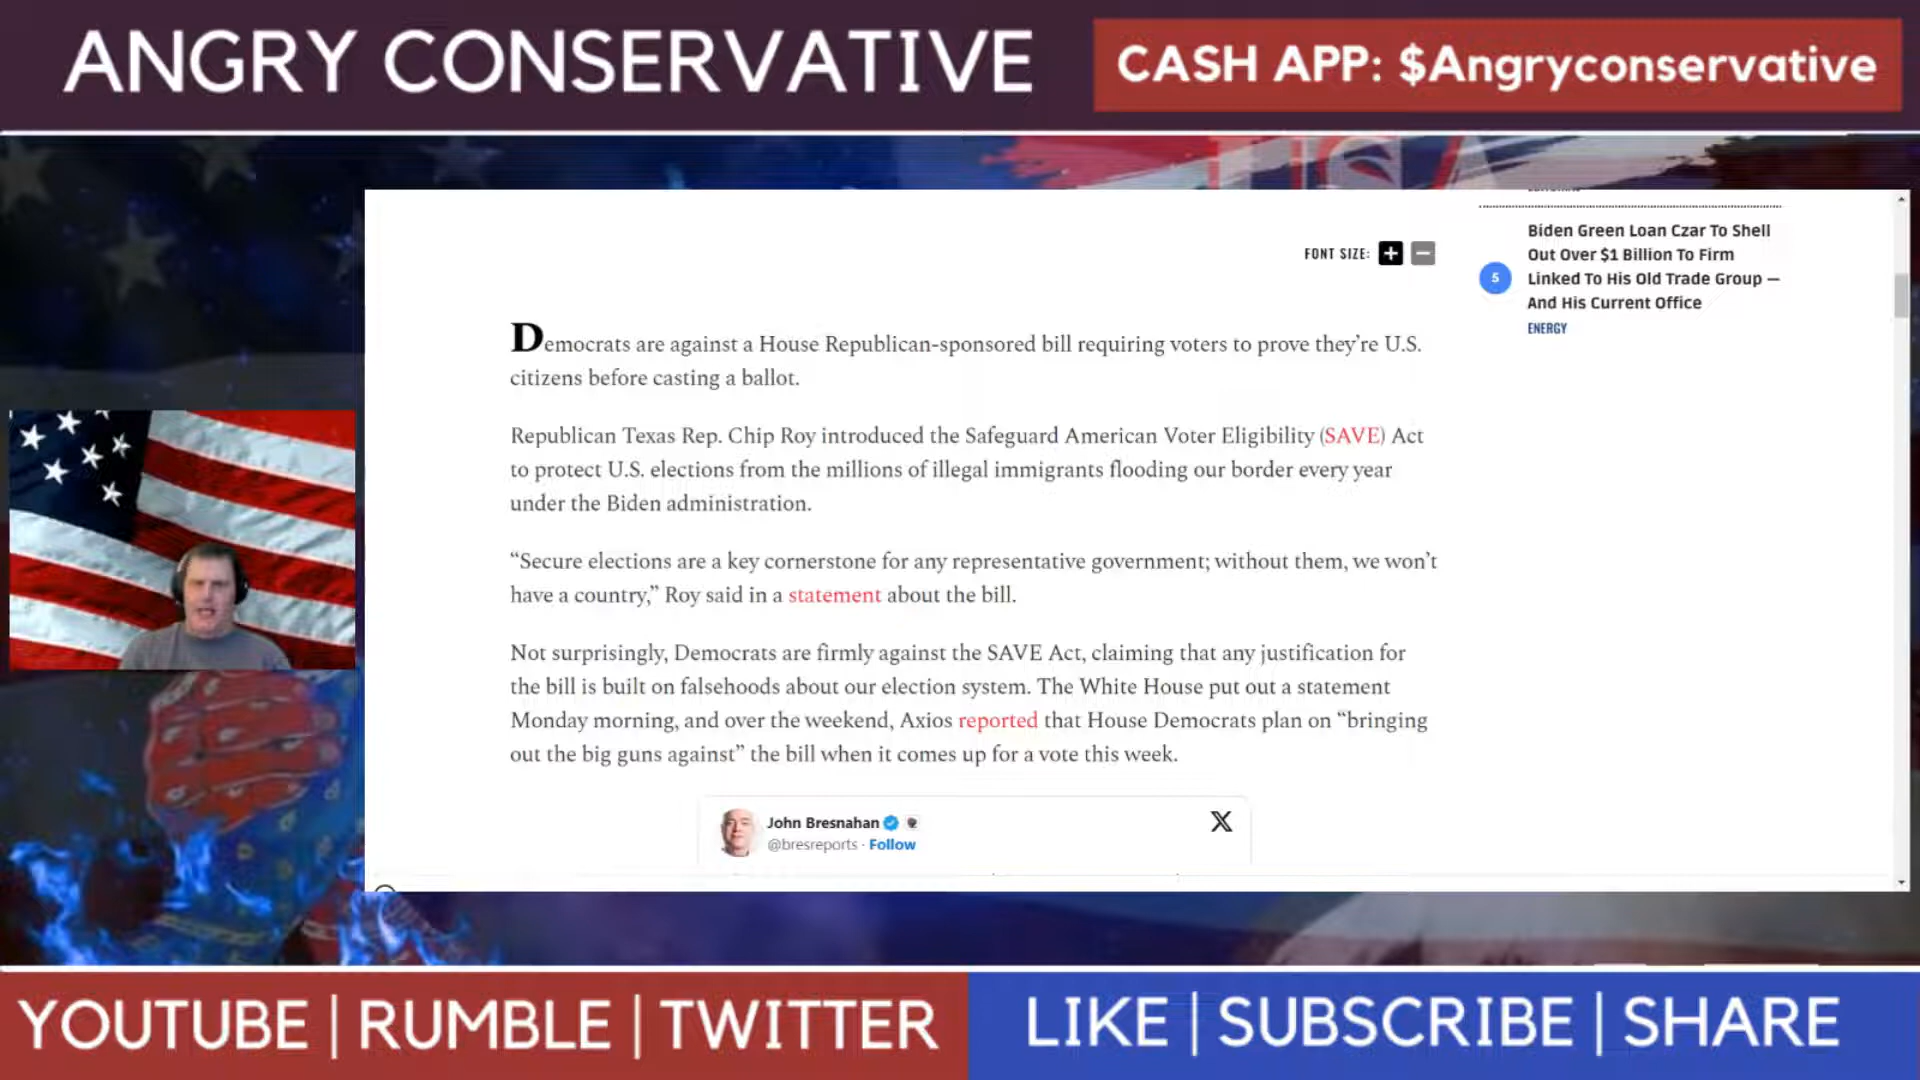 ANGRY CONSERVATIVE
CASH APP: $Angryconservative
USA
FONT SIZE: + −
Democrats are against a House Republican-sponsored bill requiring voters to prove they’re U.S.
citizens before casting a ballot.
Republican Texas Rep. Chip Roy introduced the Safeguard American Voter Eligibility (SAVE) Act
to protect U.S. elections from the millions of illegal immigrants flooding our border every year
under the Biden administration.
“Secure elections are a key cornerstone for any representative government; without them, we won’t
have a country,” Roy said in a statement about the bill.
Not surprisingly, Democrats are firmly against the SAVE Act, claiming that any justification for
the bill is built on falsehoods about our election system. The White House put out a statement
Monday morning, and over the weekend, Axios reported that House Democrats plan on “bringing
out the big guns against” the bill when it comes up for a vote this week.
John Bresnahan
@bresreports · Follow
X
5
Biden Green Loan Czar To Shell
Out Over $1 Billion To Firm
Linked To His Old Trade Group —
And His Current Office
ENERGY
YOUTUBE | RUMBLE | TWITTER
LIKE | SUBSCRIBE | SHARE